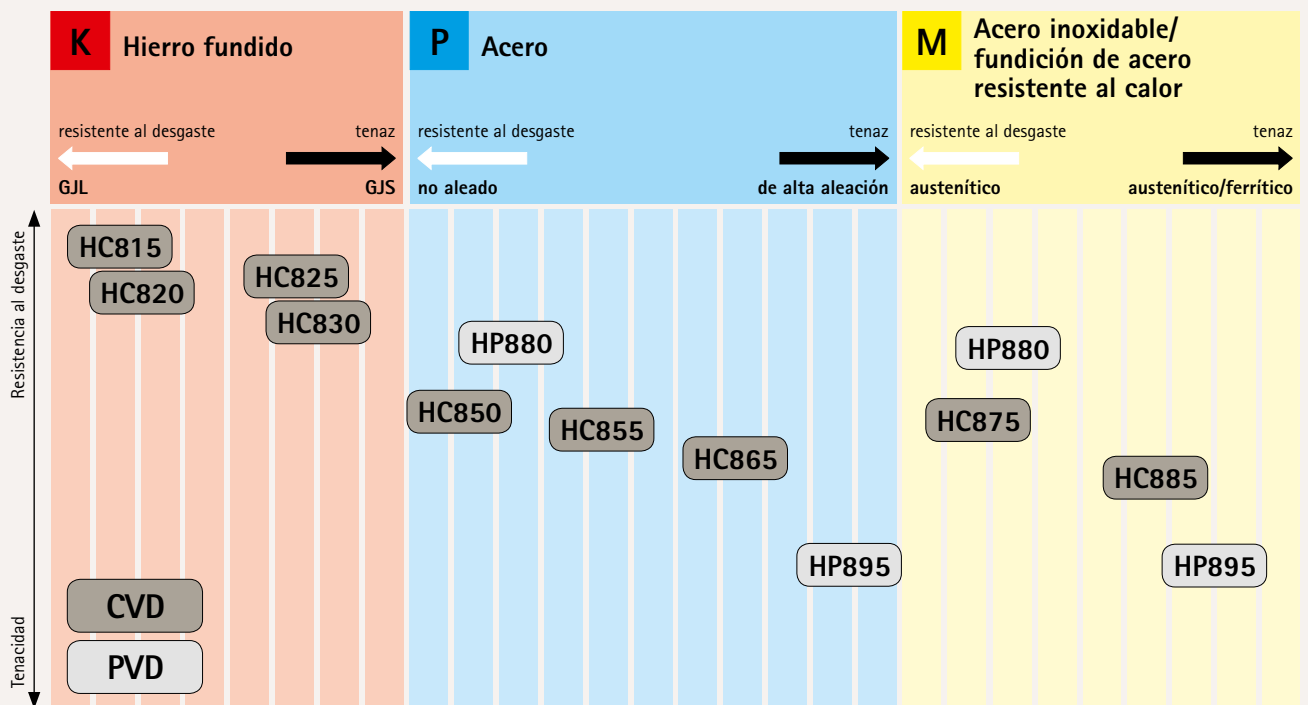 K
Hierro fundido
resistente al desgaste
tenaz
GJL
GJS
P
Acero
resistente al desgaste
tenaz
no aleado
de alta aleación
M
Acero inoxidable/
fundición de acero
resistente al calor
resistente al desgaste
tenaz
austenítico
austenítico/ferrítico
Resistencia al desgaste
Tenacidad
HC815
HC820
HC825
HC830
CVD
PVD
HP880
HC850
HC855
HC865
HP895
HP880
HC875
HC885
HP895